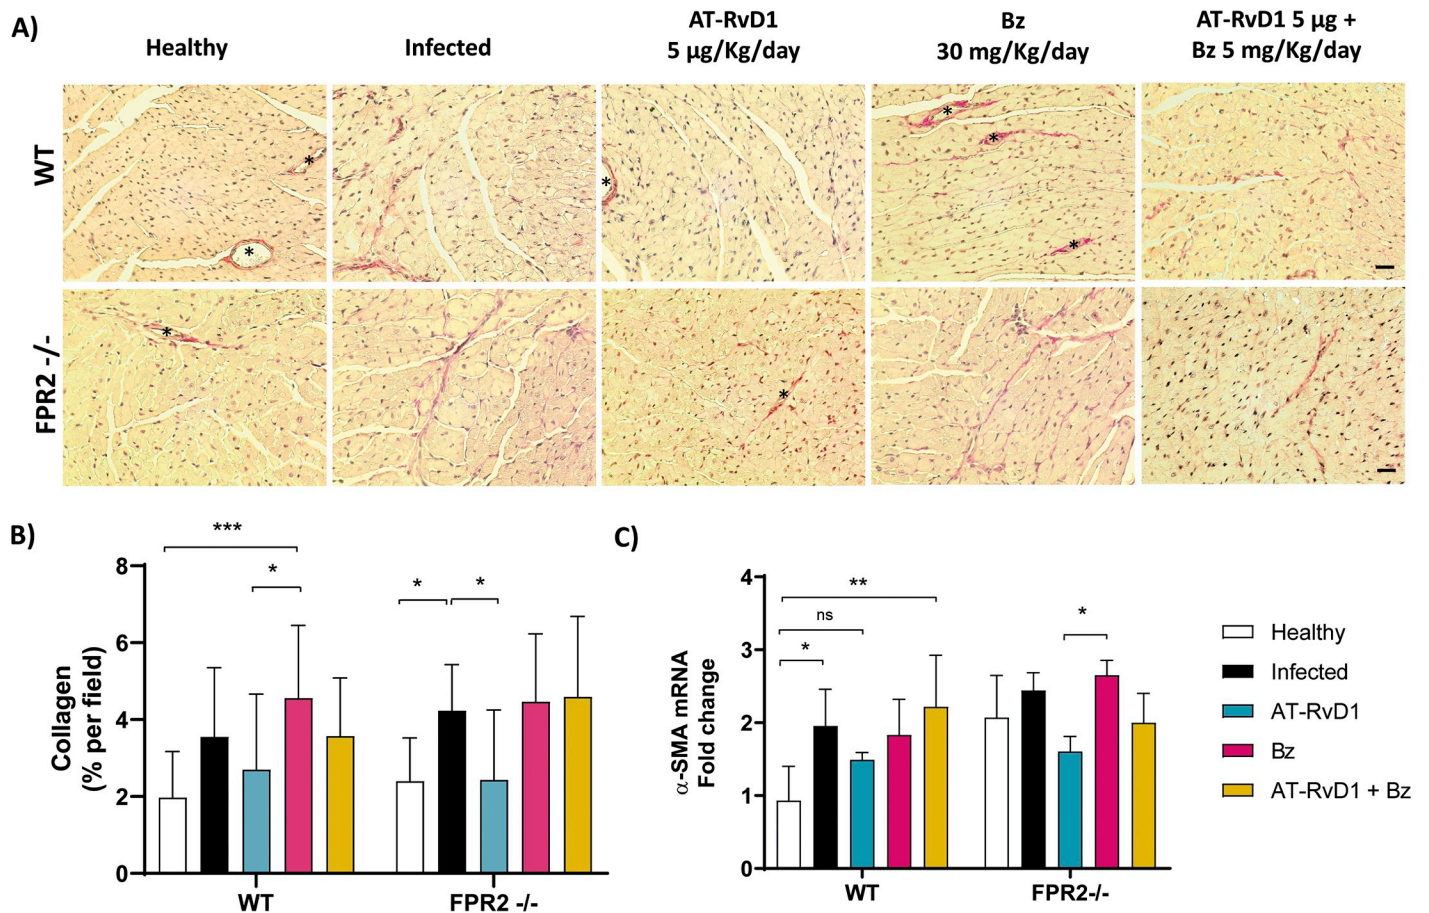 A)
Healthy
Infected
AT-RvD1
5 µg/Kg/day
Bz
30 mg/Kg/day
AT-RvD1 5 µg +
Bz 5 mg/Kg/day
WT
*
*
*
*
*
*
FPR2 -/-
*
*
B)
***
*
*
*
8
6
4
2
0
Collagen
(% per field)
WT
FPR2 -/-
C)
**
ns
*
*
4
3
2
1
0
α-SMA mRNA
Fold change
WT
FPR2-/-
Healthy
Infected
AT-RvD1
Bz
AT-RvD1 + Bz